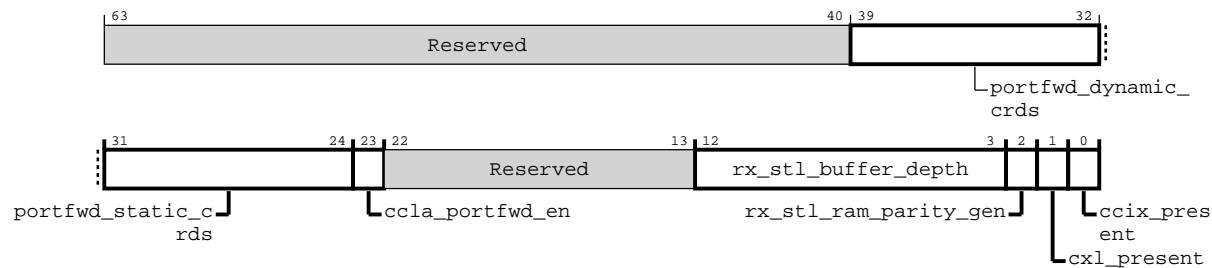 63 40 39 32
Reserved
portfwd_dynamic_
crds
31 24 23 22 13 12 3 2 1 0
Reserved rx_stl_buffer_depth
portfwd_static_c ccla_portfwd_en rx_stl_ram_parity_gen ccix_pres
rds ent
cxl_present